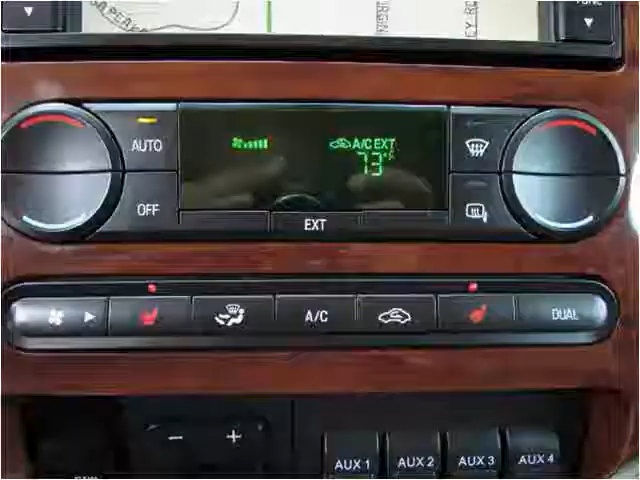 AUTO
A/C EXT
73°F
OFF
EXT
A/C
DUAL
AUX 1 AUX 2 AUX 3 AUX 4